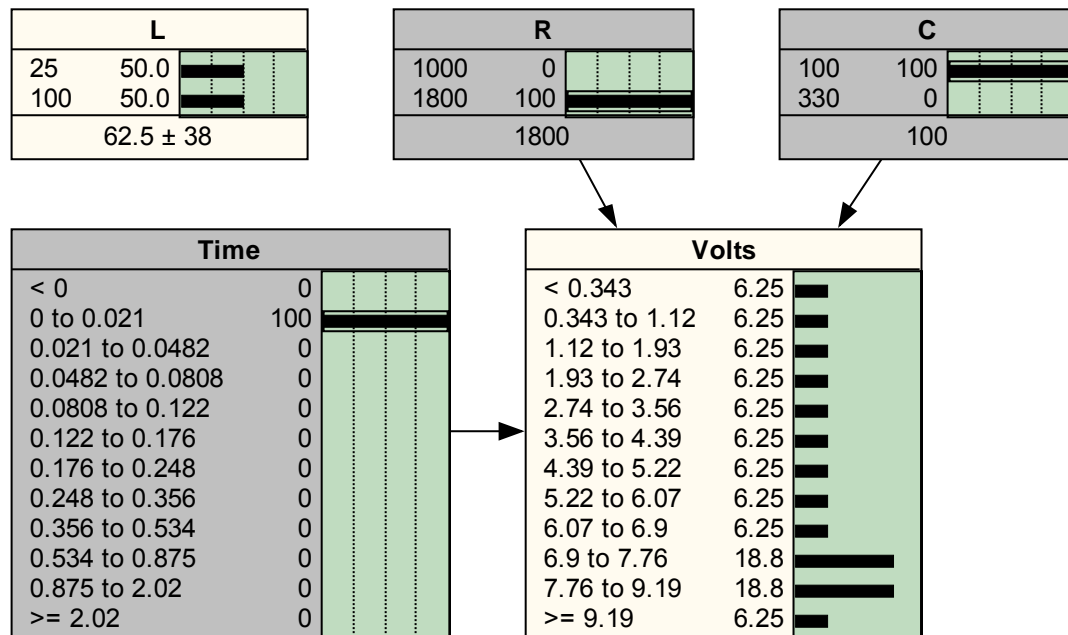 L
25 50.0
100 50.0
62.5 ± 38
R
1000 0
1800 100
1800
C
100 100
330 0
100
Time
< 0 0
0 to 0.021 100
0.021 to 0.0482 0
0.0482 to 0.0808 0
0.0808 to 0.122 0
0.122 to 0.176 0
0.176 to 0.248 0
0.248 to 0.356 0
0.356 to 0.534 0
0.534 to 0.875 0
0.875 to 2.02 0
>= 2.02 0
Volts
< 0.343 6.25
0.343 to 1.12 6.25
1.12 to 1.93 6.25
1.93 to 2.74 6.25
2.74 to 3.56 6.25
3.56 to 4.39 6.25
4.39 to 5.22 6.25
5.22 to 6.07 6.25
6.07 to 6.9 6.25
6.9 to 7.76 18.8
7.76 to 9.19 18.8
>= 9.19 6.25